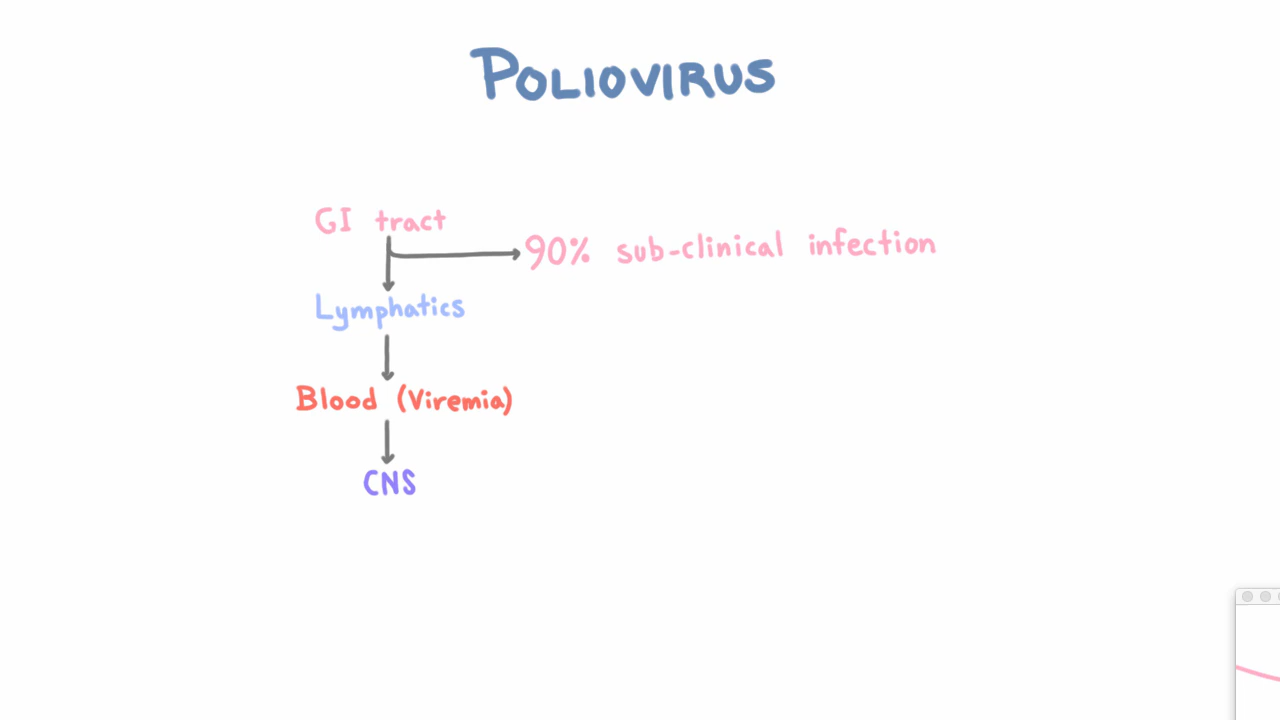 POLIOVIRUS
GI tract
90% sub-clinical infection
Lymphatics
Blood (Viremia)
CNS